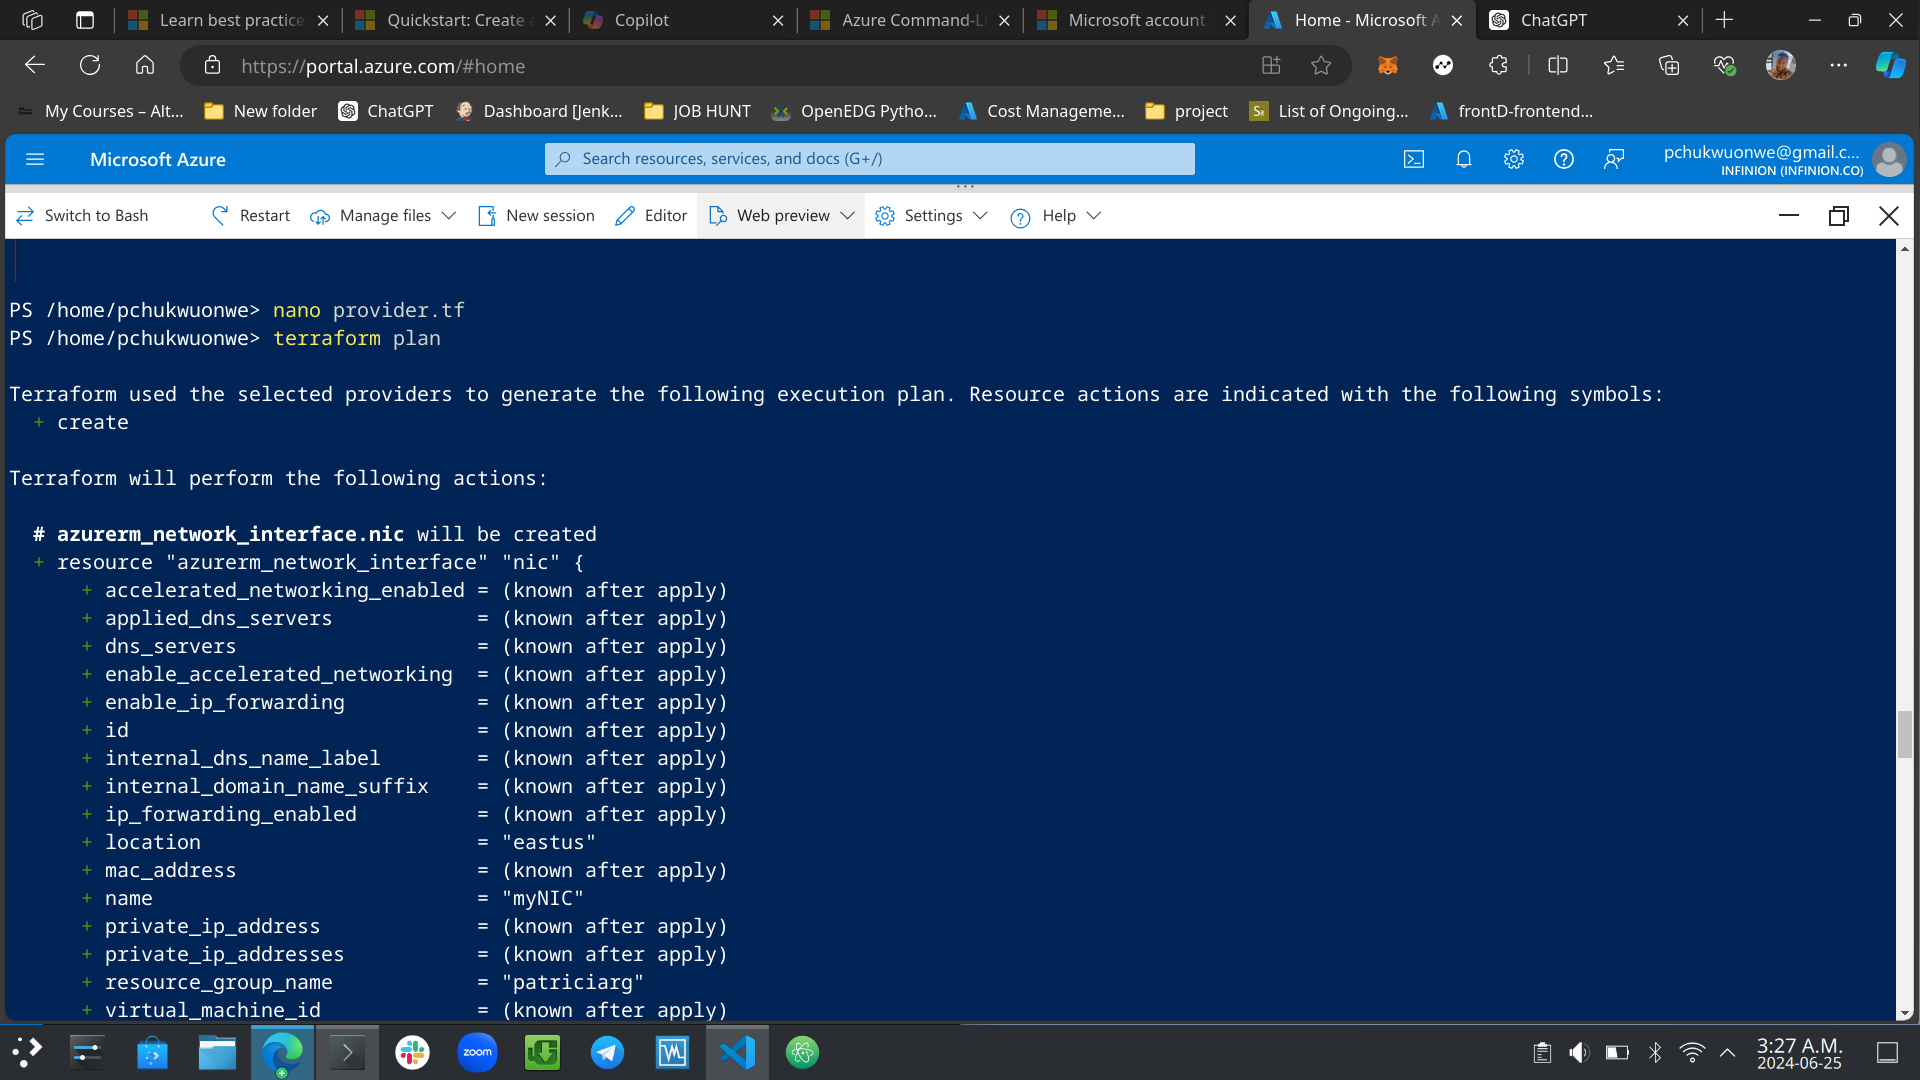 Learn best practice
Quickstart: Create
Copilot
Azure Command-Li
Microsoft account
Home - Microsoft A
ChatGPT
https://portal.azure.com/#home
My Courses – Alt...
New folder
ChatGPT
Dashboard [Jenk...
JOB HUNT
OpenEDG Pytho...
Cost Manageme...
project
List of Ongoing...
frontD-frontend...
Microsoft Azure
Search resources, services, and docs (G+/)
pchukwuonwe@gmail.c...
INFINION (INFINION.CO)
Switch to Bash
Restart
Manage files
New session
Editor
Web preview
Settings
Help
PS /home/pchukwuonwe> nano provider.tf
PS /home/pchukwuonwe> terraform plan
Terraform used the selected providers to generate the following execution plan. Resource actions are indicated with the following symbols:
+ create
Terraform will perform the following actions:
# azurerm_network_interface.nic will be created
+ resource "azurerm_network_interface" "nic" {
+ accelerated_networking_enabled = (known after apply)
+ applied_dns_servers = (known after apply)
+ dns_servers = (known after apply)
+ enable_accelerated_networking = (known after apply)
+ enable_ip_forwarding = (known after apply)
+ id = (known after apply)
+ internal_dns_name_label = (known after apply)
+ internal_domain_name_suffix = (known after apply)
+ ip_forwarding_enabled = (known after apply)
+ location = "eastus"
+ mac_address = (known after apply)
+ name = "myNIC"
+ private_ip_address = (known after apply)
+ private_ip_addresses = (known after apply)
+ resource_group_name = "patriciarg"
+ virtual_machine_id = (known after apply)
zoom
3:27 A.M.
2024-06-25